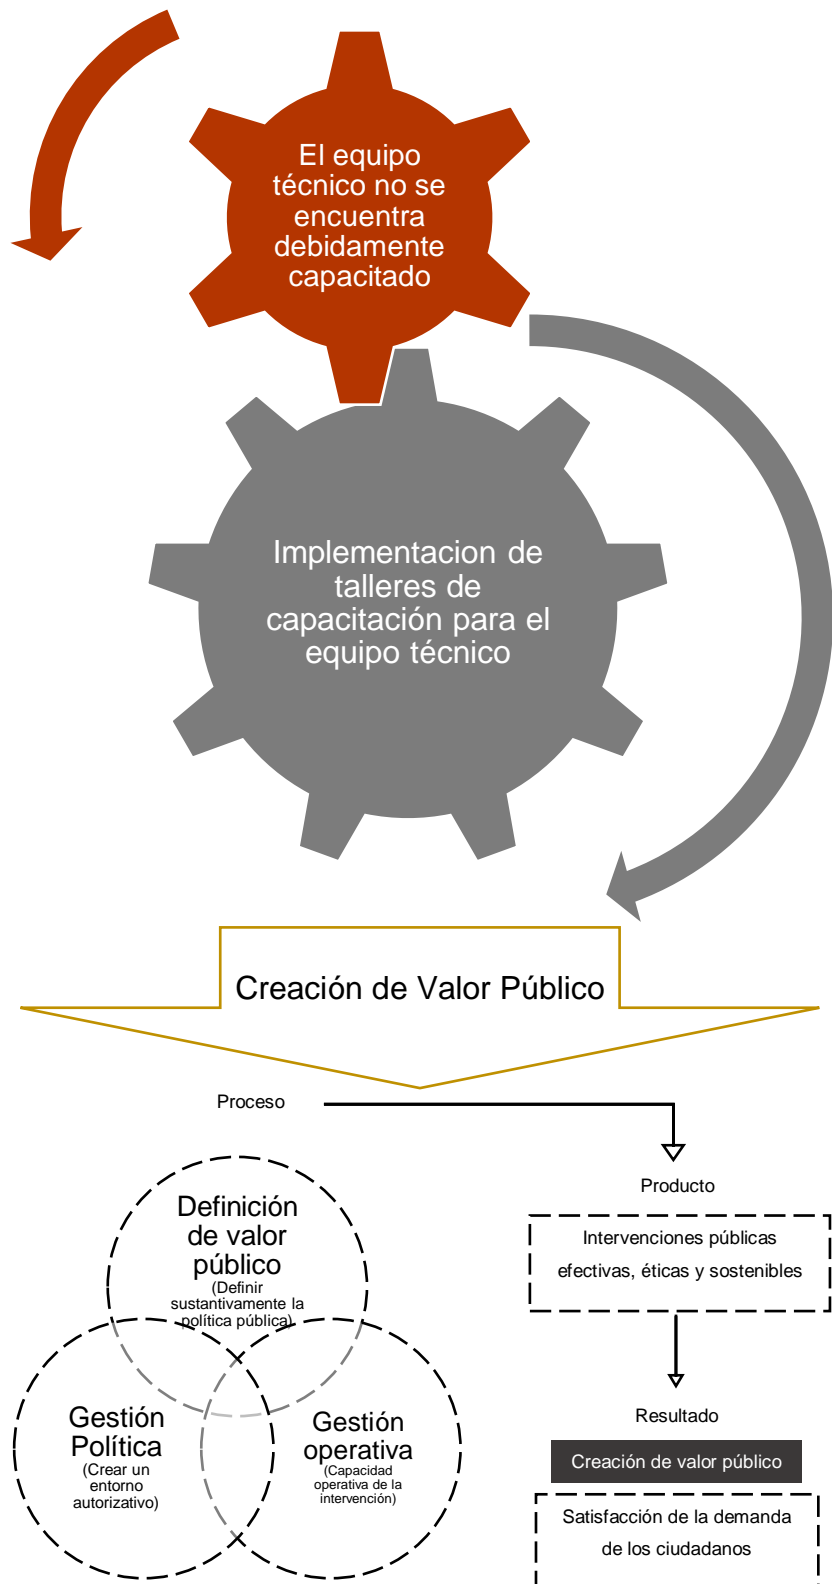 El equipo
técnico no se
encuentra
debidamente
capacitado
Implementacion de
talleres de
capacitación para el
equipo técnico
Creación de Valor Público
Proceso
Definición
de valor
público
(Definir
sustantivamente la
política pública)
Gestión
Política
(Crear un
entorno
autorizativo)
Gestión
operativa
(Capacidad
operativa de la
intervención)
Producto
Intervenciones públicas
efectivas, éticas y sostenibles
Resultado
Creación de valor público
Satisfacción de la demanda
de los ciudadanos